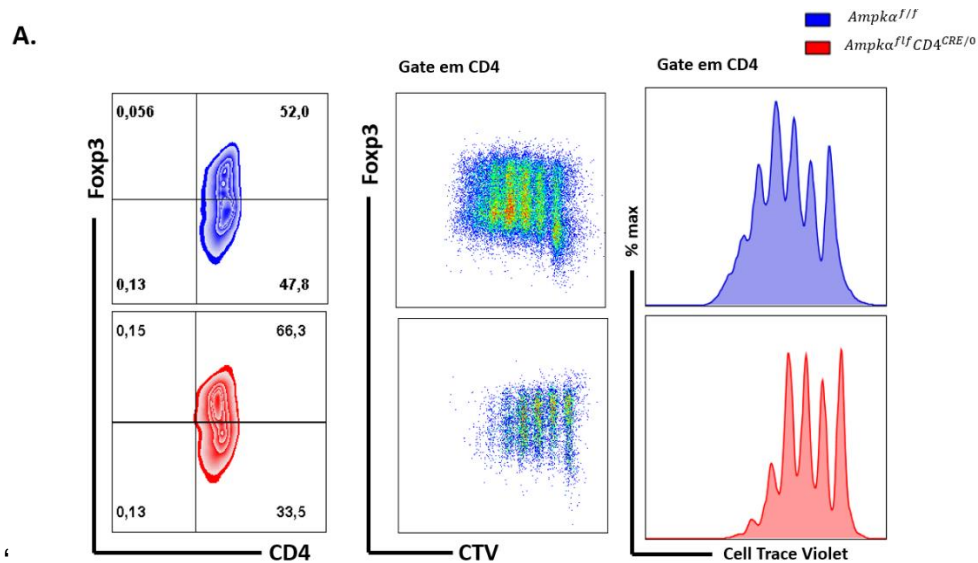 Ampkα^{f/f}
Ampkα^{flf}CD4^{CRE/0}
A.
Gate em CD4
Gate em CD4
Foxp3
0,056
52,0
0,13
47,8
0,15
66,3
0,13
33,5
CD4
Foxp3
CTV
% max
Cell Trace Violet
‘